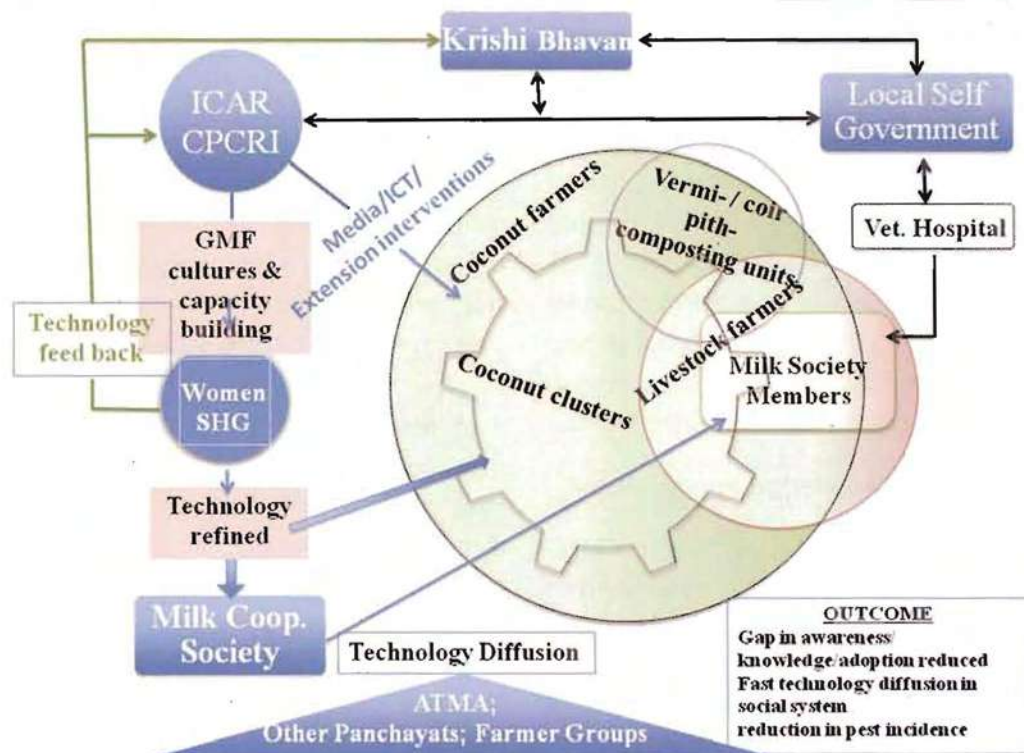 Krishi Bhavan
ICAR
CPCRI
Local Self
Government
Media/ICT/
Extension interventions
GMF
cultures &
capacity
building
Coconut farmers
Vermi- / coir
pith-
composting units
Vet. Hospital
Technology
feed back
Women
SHG
Coconut clusters
Livestock farmers
Milk Society
Members
Technology
refined
Milk Coop.
Society
Technology Diffusion
ATMA;
Other Panchayats; Farmer Groups
OUTCOME
Gap in awareness/
knowledge/adoption reduced
Fast technology diffusion in
social system
reduction in pest incidence